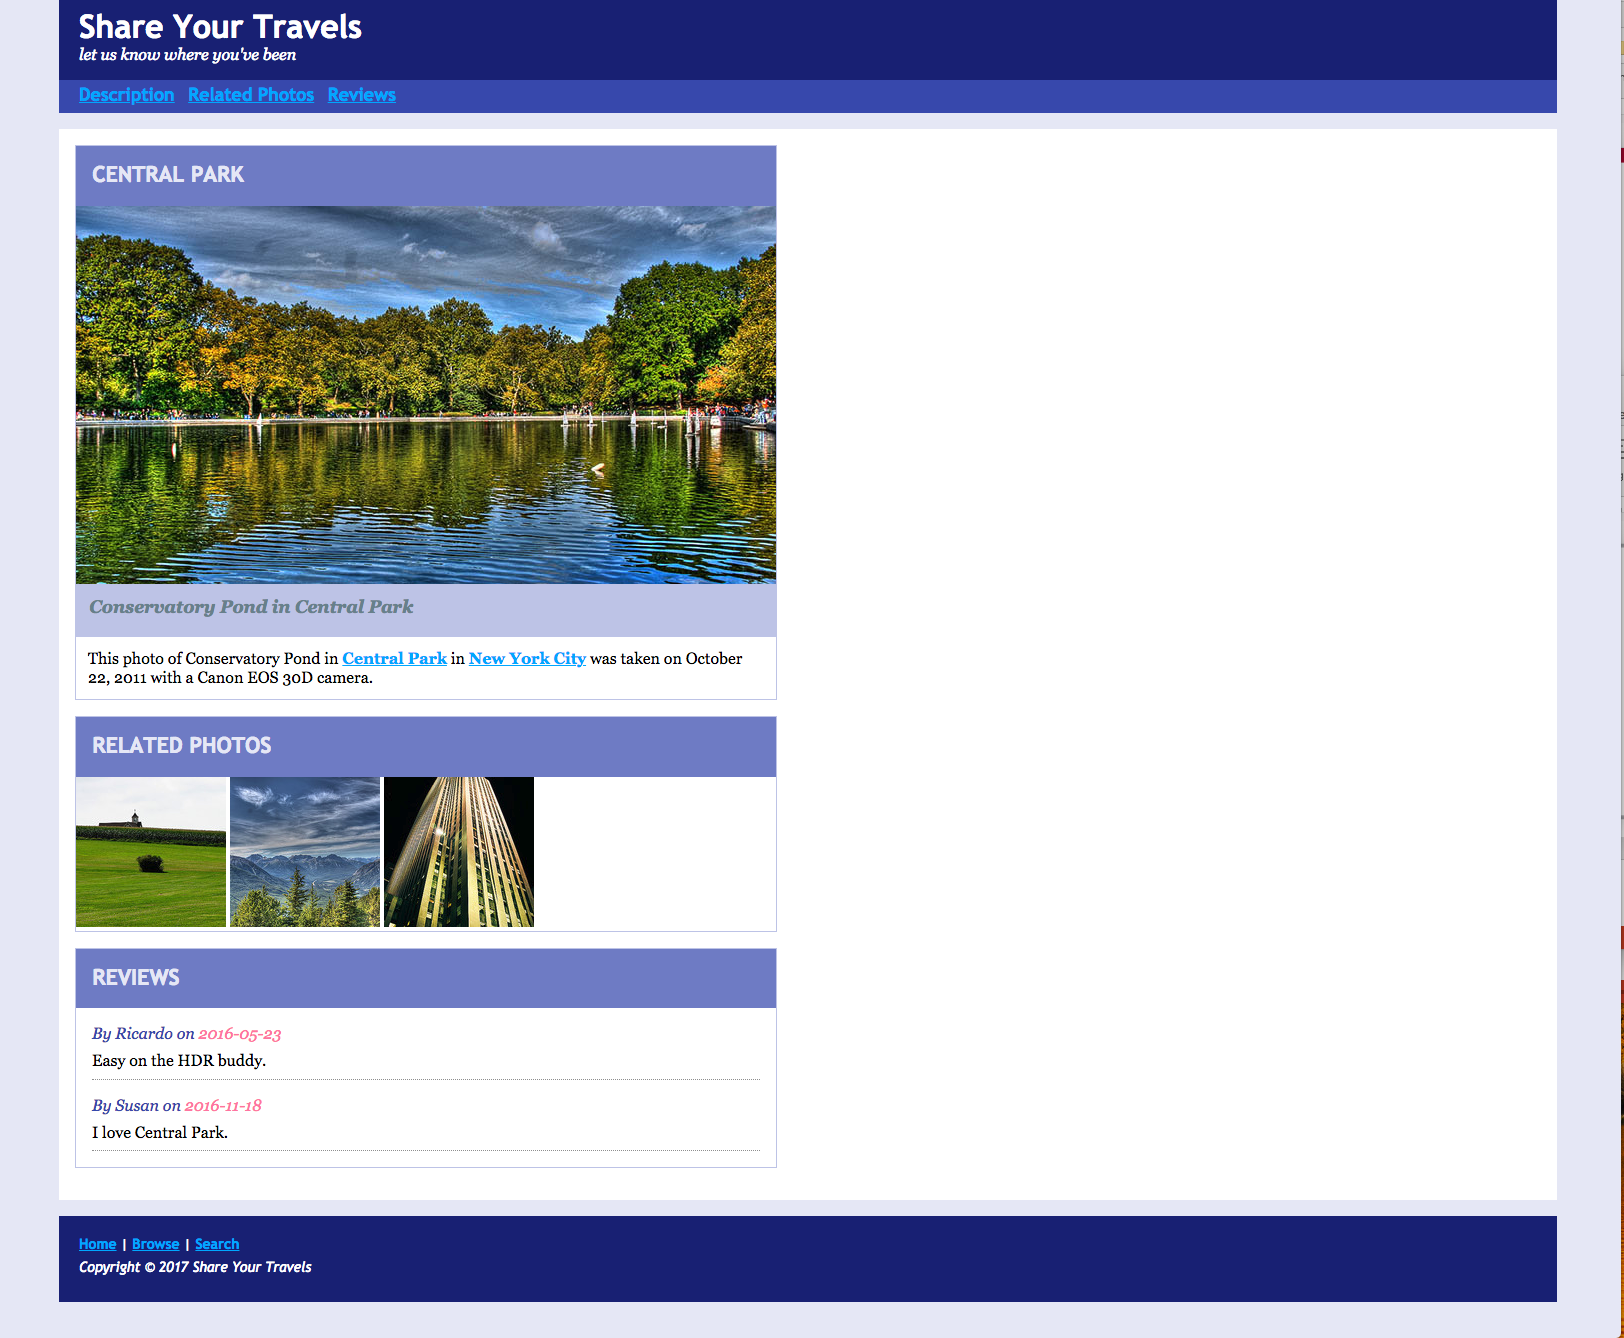 Share Your Travels
let us know where you've been
Description Related Photos Reviews
CENTRAL PARK
Conservatory Pond in Central Park
This photo of Conservatory Pond in Central Park in New York City was taken on October
22, 2011 with a Canon EOS 30D camera.
RELATED PHOTOS
REVIEWS
By Ricardo on 2016-05-23
Easy on the HDR buddy.
By Susan on 2016-11-18
I love Central Park.
Home | Browse | Search
Copyright © 2017 Share Your Travels